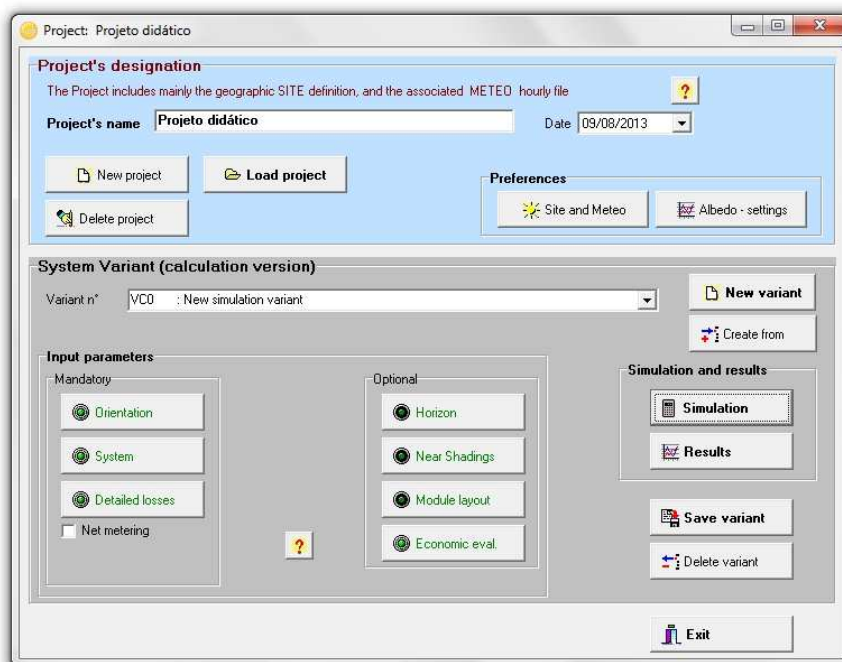 Project: Projeto didático
Project's designation
The Project includes mainly the geographic SITE definition, and the associated METEO hourly file
?
Project's name Projeto didático Date 09/08/2013
New project Load project
Preferences
Delete project Site and Meteo Albedo - settings
System Variant (calculation version)
Variant n° VC0 : New simulation variant New variant
Create from
Input parameters
Mandatory Optional Simulation and results
Orientation Horizon Simulation
System Near Shadings Results
Detailed losses Module layout Save variant
Net metering ? Economic eval. Delete variant
Exit